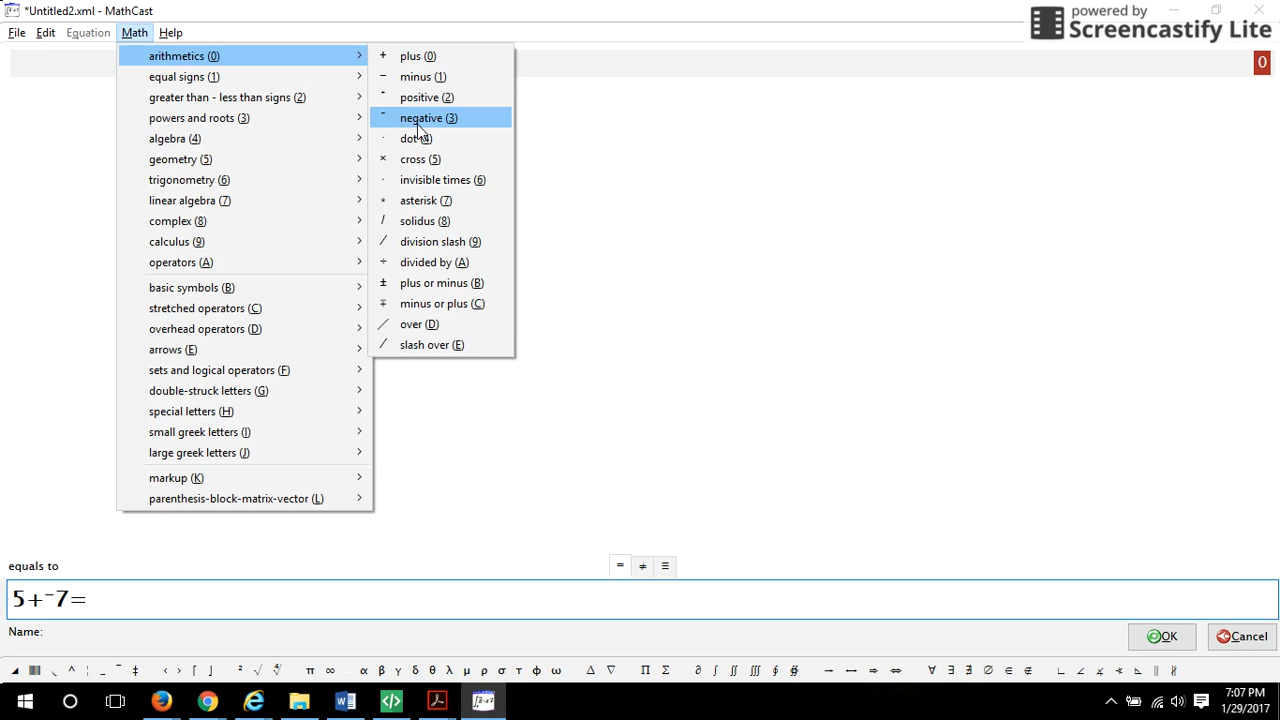 *Untitled2.xml - MathCast
powered by
Screencastify Lite
File Edit Equation Math Help
0
arithmetics (0)
equal signs (1)
greater than - less than signs (2)
powers and roots (3)
algebra (4)
geometry (5)
trigonometry (6)
linear algebra (7)
complex (8)
calculus (9)
operators (A)
basic symbols (B)
stretched operators (C)
overhead operators (D)
arrows (E)
sets and logical operators (F)
double-struck letters (G)
special letters (H)
small greek letters (I)
large greek letters (J)
markup (K)
parenthesis-block-matrix-vector (L)
+ plus (0)
− minus (1)
⁺ positive (2)
⁻ negative (3)
· dot (4)
× cross (5)
· invisible times (6)
* asterisk (7)
/ solidus (8)
∕ division slash (9)
÷ divided by (A)
± plus or minus (B)
∓ minus or plus (C)
∕ over (D)
∕ slash over (E)
equals to
= ≠ ≡
5+⁻7=
Name:
OK Cancel
π ∞ α β γ δ θ λ μ ρ σ τ φ ω Δ ∇ Π Σ ∂ ∫ ∬ ∭ ∮ ∯ → ↔ ⇒ ⇔ ∀ ∃ ∄ ∅ ∈ ∉
7:07 PM
1/29/2017